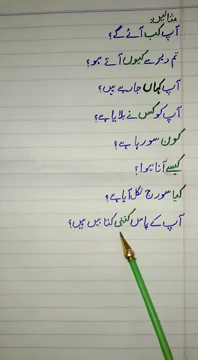 مثالیں:
آپ کب آئے گے؟
تم دیر سے کیوں آتے ہو؟
آپ کہاں جا رہے ہیں؟
آپ کو کس نے بلایا ہے؟
کون سو رہا ہے؟
کیسے آنا ہوا؟
کیا سورج نکل آیا ہے؟
آپ کے پاس کتنی کتابیں ہیں؟